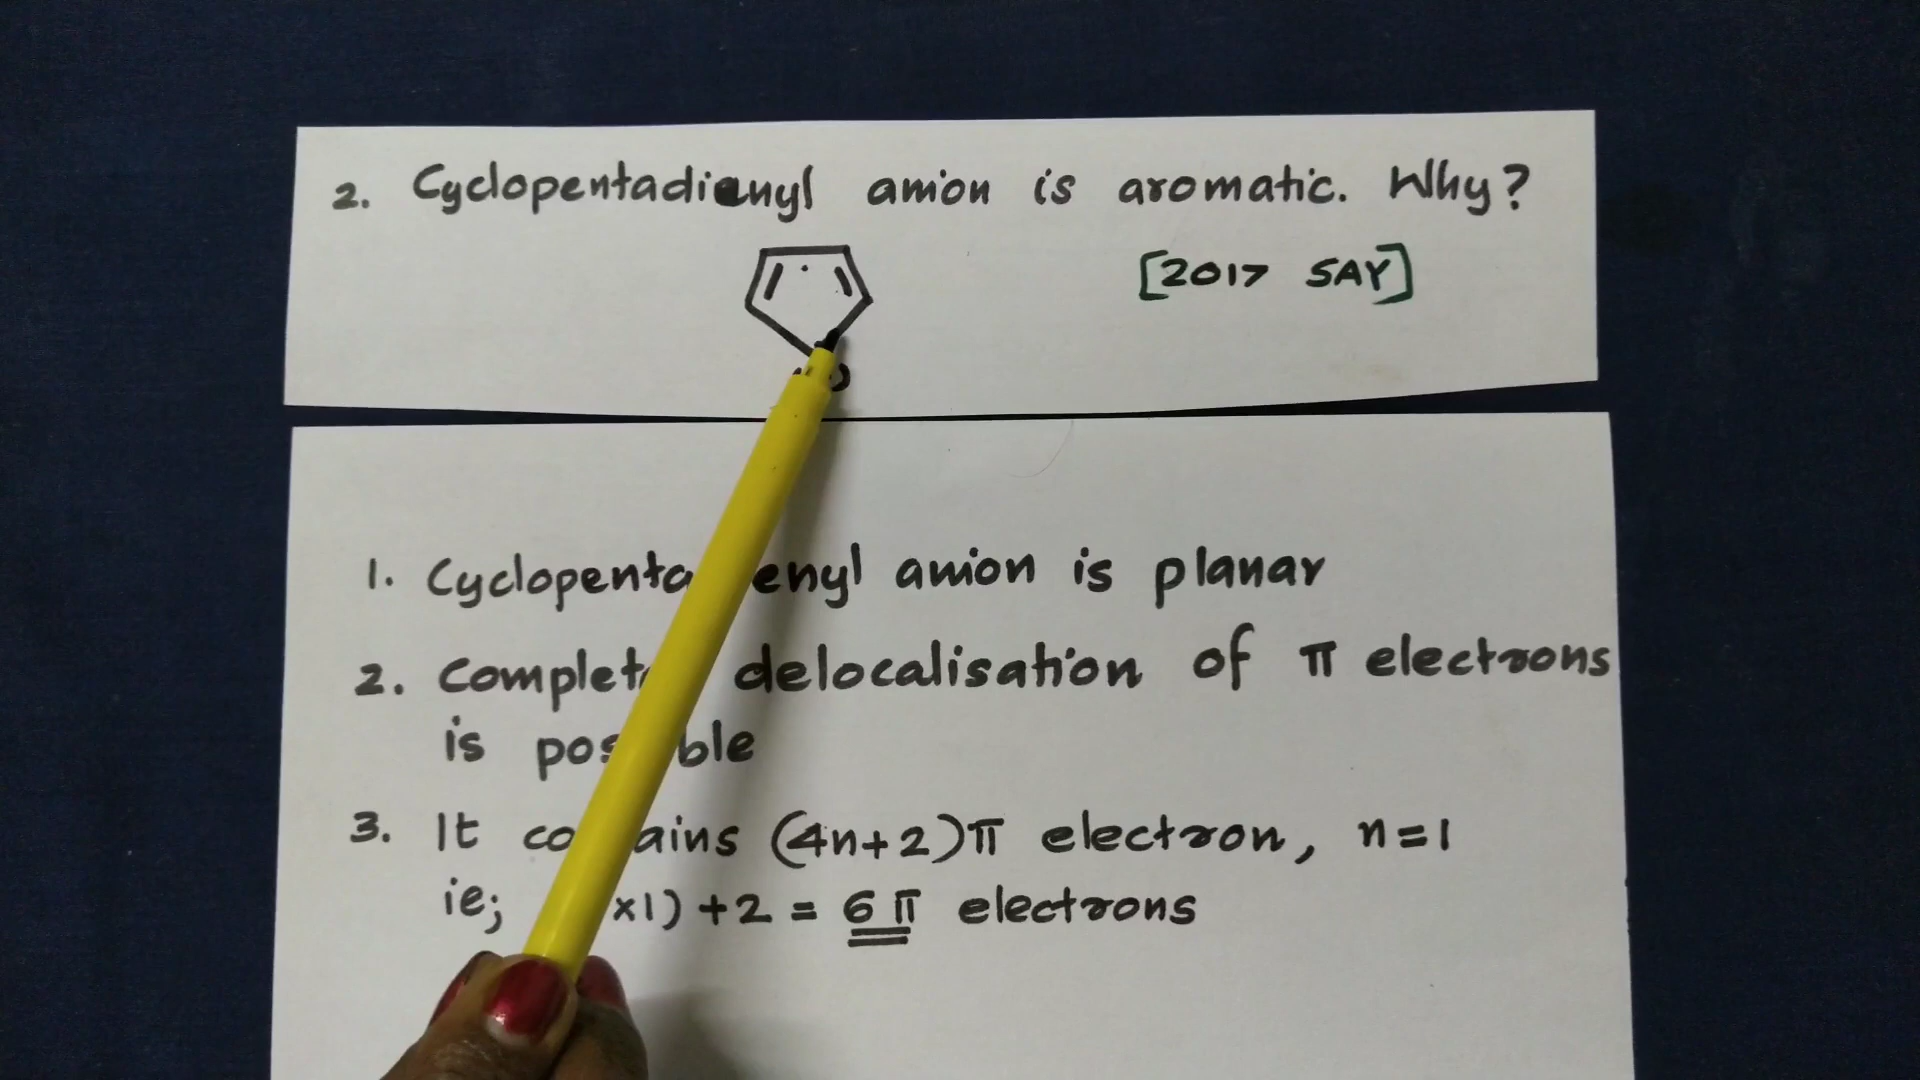 2. Cyclopentadienyl anion is aromatic. Why?
[2017 SAY]
1. Cyclopenta enyl anion is planar
2. Complet delocalisation of π electrons
is pos ble
3. It co ains (4n+2)π electron, n=1
ie; x1)+2 = 6π electrons